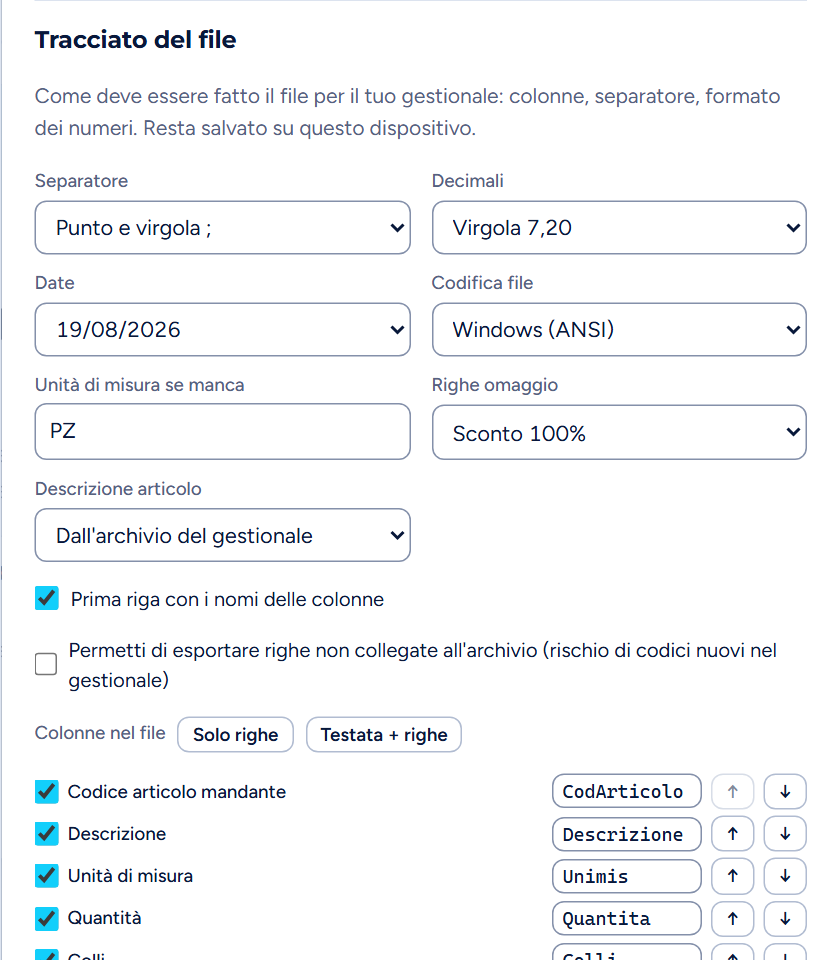 Tracciato del file
Come deve essere fatto il file per il tuo gestionale: colonne, separatore, formato
dei numeri. Resta salvato su questo dispositivo.
Separatore
Decimali
Punto e virgola ;
Virgola 7,20
Date
Codifica file
19/08/2026
Windows (ANSI)
Unità di misura se manca
Righe omaggio
PZ
Sconto 100%
Descrizione articolo
Dall'archivio del gestionale
Prima riga con i nomi delle colonne
Permetti di esportare righe non collegate all'archivio (rischio di codici nuovi nel
gestionale)
Colonne nel file
Solo righe
Testata + righe
Codice articolo mandante
CodArticolo
↑
↓
Descrizione
Descrizione
↑
↓
Unità di misura
Unimis
↑
↓
Quantità
Quantita
↑
↓
Colli
Colli